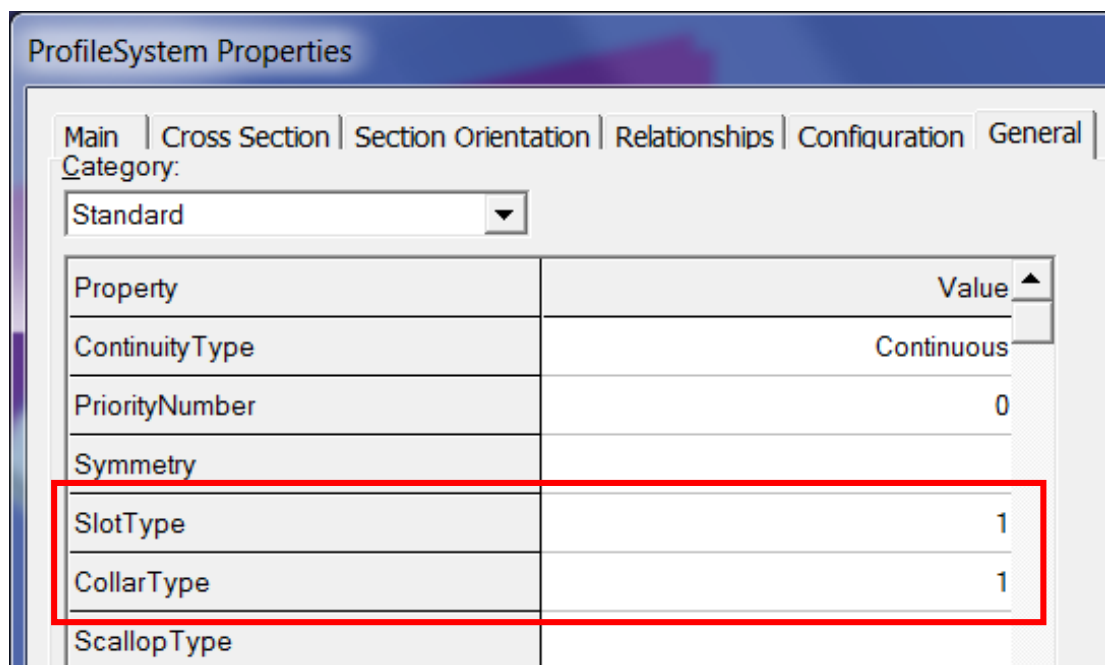 ProfileSystem Properties
Main Cross Section Section Orientation Relationships Configuration General
Category:
Standard
Property Value
ContinuityType Continuous
PriorityNumber 0
Symmetry
SlotType 1
CollarType 1
ScallopType